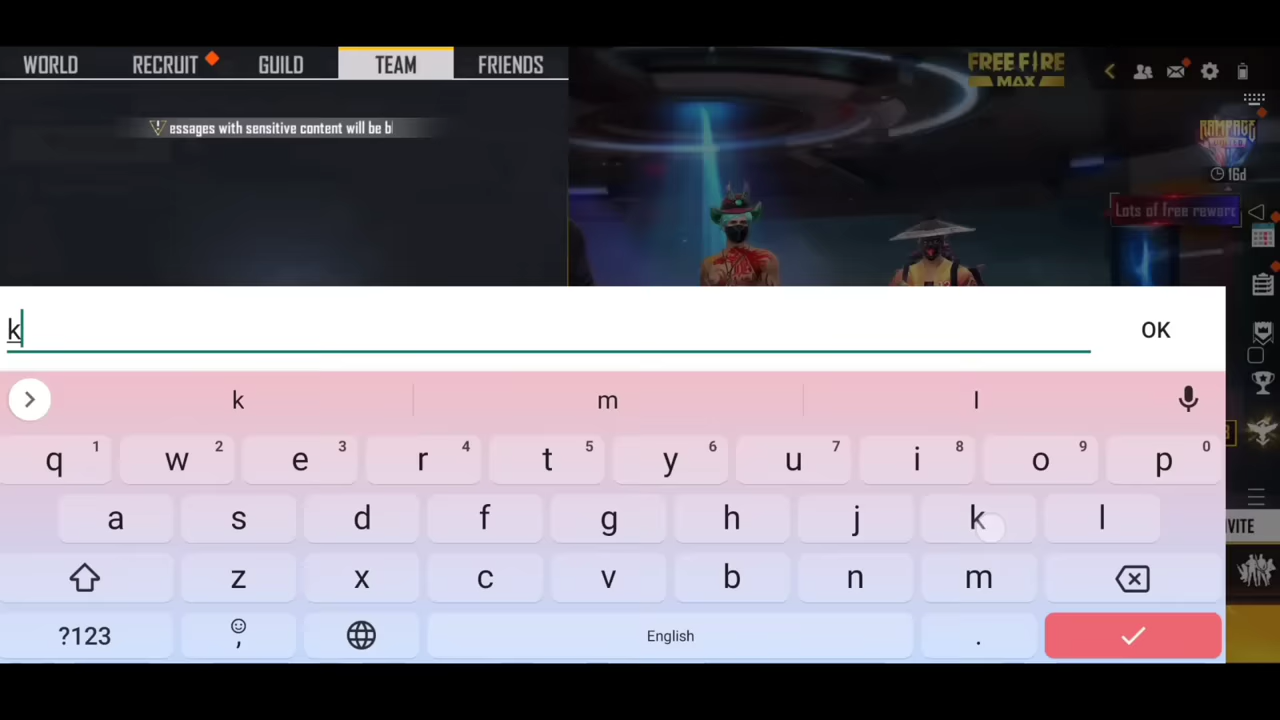 WORLD RECRUIT GUILD TEAM FRIENDS
FREE FIRE
MAX
essages with sensitive content will be b
RAMPAGE
16d
Lots of free reward
k
OK
k m l
q 1 w 2 e 3 r 4 t 5 y 6 u 7 i 8 o 9 p 0
a s d f g h j k l
VITE
z x c v b n m
?123 , English .